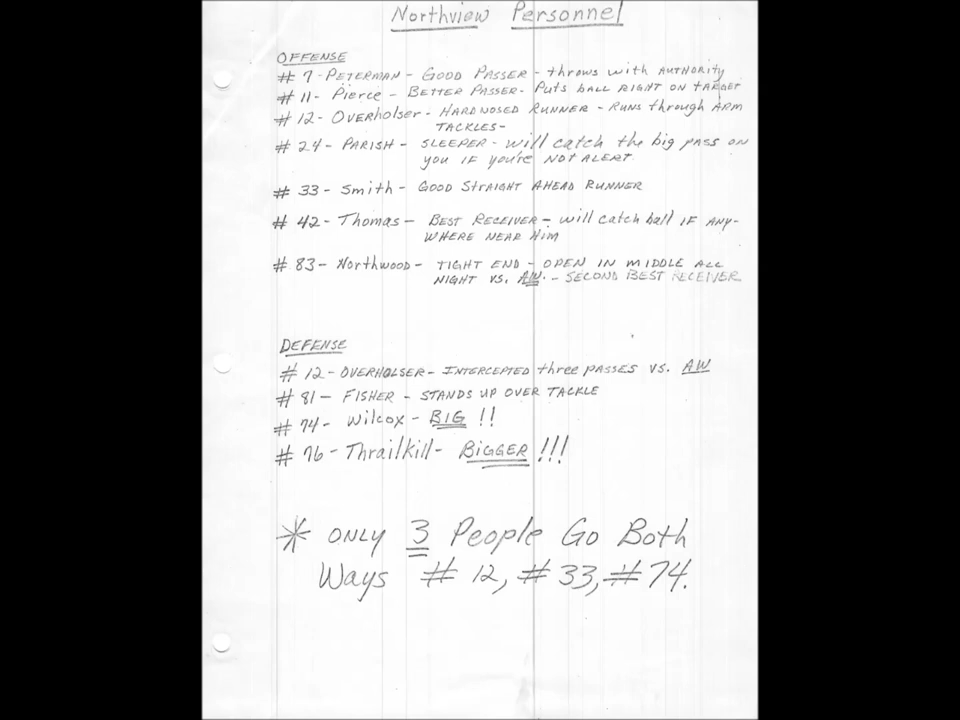 Northview Personnel
OFFENSE
# 7 - PETERMAN - GOOD PASSER - throws with AUTHORITY
# 11 - Pierce - BETTER PASSER - Puts bALL RIGHT ON TARGET
# 12 - OVERholser - HARDNOSED RUNNER - RUNS through ARM
TACKLES -
# 24 - PARISH - SLEEPER - will catch the big pass on
you if you're NOT ALERT.
# 33 - Smith - GOOD STRAIGHT AHEAD RUNNER
# 42 - Thomas - BEST RECEIVER - will catch ball IF ANY-
WHERE NEAR Him
# 83 - Northwood - TIGHT END - OPEN IN MIDDLE ALL
NIGHT VS. AW. - SECOND BEST RECEIVER
DEFENSE
# 12 - OVERHOLSER - INTERCEPTED three PASSES VS. AW
# 81 - FISHER - STANDS UP OVER TACKLE
# 74 - Wilcox - BIG !!
# 76 - Thrailkill - BIGGER !!!
* ONLY 3 People Go Both
Ways # 12, # 33, # 74.